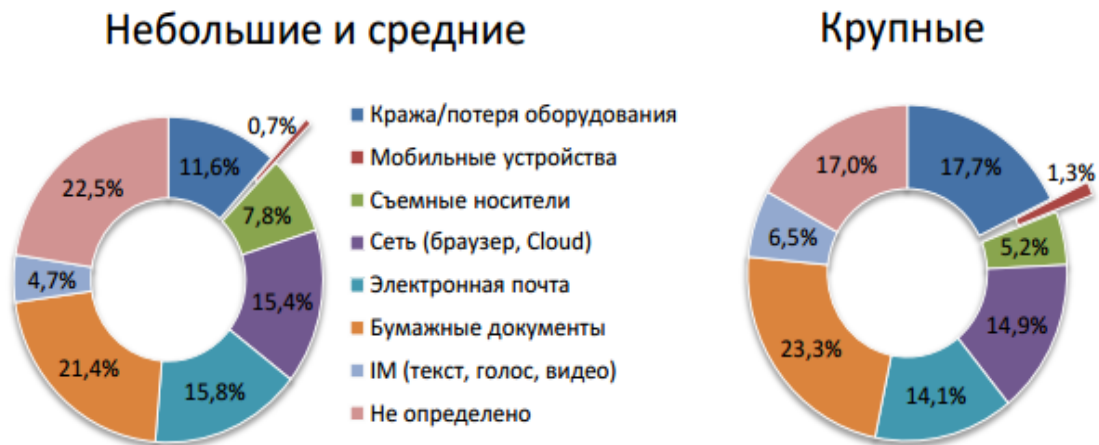 Небольшие и средние
Крупные
0,7%
11,6%
7,8%
15,4%
15,8%
21,4%
4,7%
22,5%
Кража/потеря оборудования
Мобильные устройства
Съемные носители
Сеть (браузер, Cloud)
Электронная почта
Бумажные документы
IM (текст, голос, видео)
Не определено
17,7%
1,3%
5,2%
14,9%
14,1%
23,3%
6,5%
17,0%